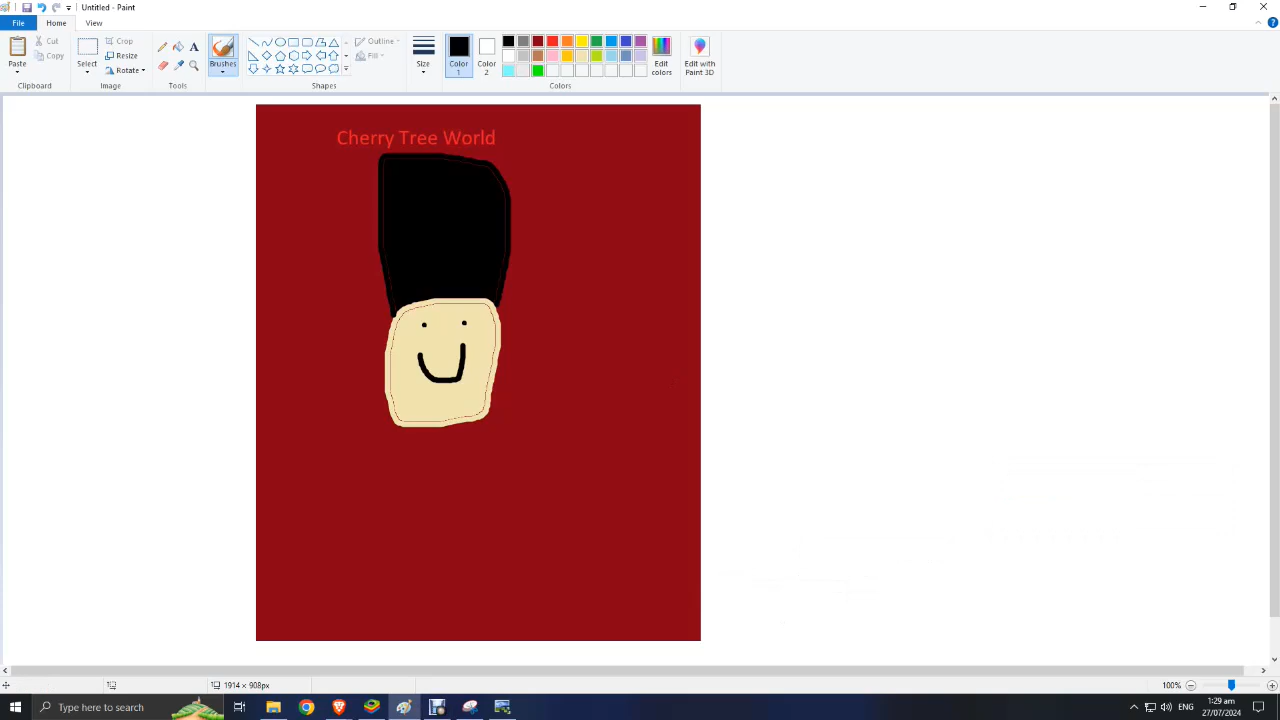 Untitled - Paint
File
Home
View
Paste
Cut
Copy
Clipboard
Select
Crop
Resize
Rotate
Image
A
Tools
Brushes
Outline
Fill
Shapes
Size
Color 1
Color 2
Edit colors
Colors
Edit with Paint 3D
Cherry Tree World
1914 × 908px
100%
Type here to search
1:29 am
27/07/2024